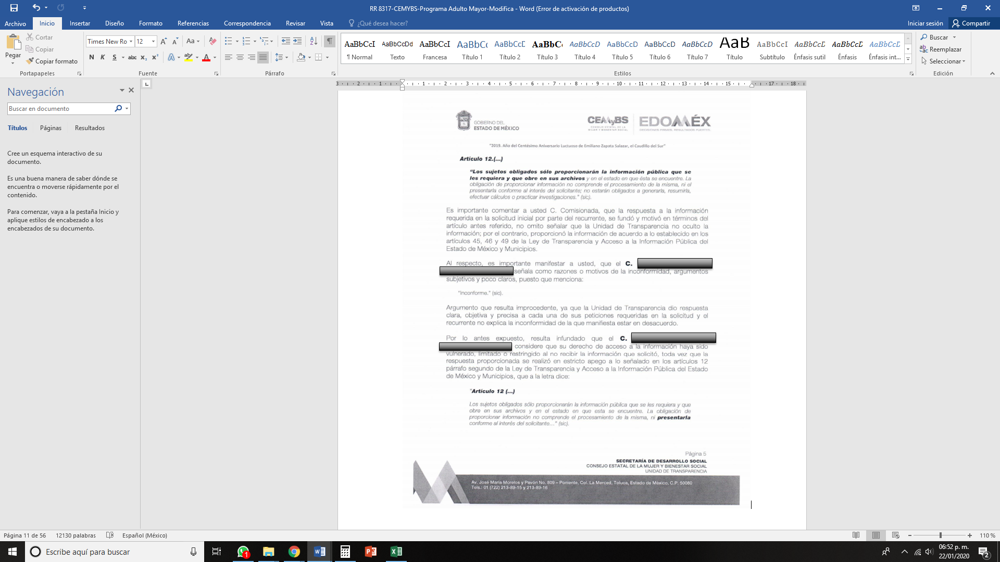 RR 8317-CEMYBS-Programa Adulto Mayor-Modifica - Word (Error de activación de productos)
Archivo Inicio Insertar Diseño Formato Referencias Correspondencia Revisar Vista ¿Qué desea hacer? Iniciar sesión Compartir
Pegar
Cortar
Copiar
Copiar formato
Portapapeles
Times New Ro 12
N K S abc x₂ x²
Fuente
Párrafo
AaBbCcI AaBbCcDd AaBbCcI AaBbCc AaBbCcD AaBbC AaBbCcD AaBbCcD AaBbCcD AaBbCcD AaB AaBbCcI AaBbCcD AaBbCcD AaBbCcD
¶ Normal Texto Francesa Título 1 Título 2 Título 3 Título 4 Título 5 Título 6 Título 7 Título Subtítulo Énfasis sutil Énfasis Énfasis int...
Estilos
Buscar
Reemplazar
Seleccionar
Edición
3 2 1 1 2 3 4 5 6 7 8 9 10 11 12 13 14 15 17 18
Navegación
Buscar en documento
Títulos Páginas Resultados
Cree un esquema interactivo de su
documento.
Es una buena manera de saber dónde se
encuentra o moverse rápidamente por el
contenido.
Para comenzar, vaya a la pestaña Inicio y
aplique estilos de encabezado a los
encabezados de su documento.
GOBIERNO DEL
ESTADO DE MÉXICO
CEMyBS
CONSEJO ESTATAL DE LA
MUJER Y BIENESTAR SOCIAL
EDOMÉX
DECISIONES FIRMES, RESULTADOS FUERTES.
"2019. Año del Centésimo Aniversario Luctuoso de Emiliano Zapata Salazar, el Caudillo del Sur"
Artículo 12.(...)
"Los sujetos obligados sólo proporcionarán la información pública que se
les requiera y que obre en sus archivos y en el estado en que ésta se encuentre. La
obligación de proporcionar información no comprende el procesamiento de la misma, ni el
presentarla conforme al interés del solicitante; no estarán obligados a generarla, resumirla,
efectuar cálculos o practicar investigaciones." (sic).
Es importante comentar a usted C. Comisionada, que la respuesta a la información
requerida en la solicitud inicial por parte del recurrente, se fundó y motivó en términos del
artículo antes referido, no omito señalar que la Unidad de Transparencia no oculto la
información; por el contrario, proporcionó la información de acuerdo a lo establecido en los
artículos 45, 46 y 49 de la Ley de Transparencia y Acceso a la Información Pública del
Estado de México y Municipios.
Al respecto, es importante manifestar a usted, que el C.
señala como razones o motivos de la inconformidad, argumentos
subjetivos y poco claros, puesto que menciona:
"Inconforme." (sic).
Argumento que resulta improcedente, ya que la Unidad de Transparencia dio respuesta
clara, objetiva y precisa a cada una de sus peticiones requeridas en la solicitud y el
recurrente no explica la inconformidad de la que manifiesta estar en desacuerdo.
Por lo antes expuesto, resulta infundado que el C.
considere que su derecho de acceso a la información haya sido
vulnerado, limitado o restringido al no recibir la información que solicitó, toda vez que la
respuesta proporcionada se realizó en estricto apego a lo señalado en los artículos 12
párrafo segundo de la Ley de Transparencia y Acceso a la Información Pública del Estado
de México y Municipios, que a la letra dice:
"Artículo 12 (...)
Los sujetos obligados sólo proporcionarán la información pública que se les requiera y que
obre en sus archivos y en el estado en que esta se encuentre. La obligación de
proporcionar información no comprende el procesamiento de la misma, ni presentarla
conforme al interés del solicitante..." (sic).
Página 5
SECRETARÍA DE DESARROLLO SOCIAL
CONSEJO ESTATAL DE LA MUJER Y BIENESTAR SOCIAL
UNIDAD DE TRANSPARENCIA
Av. José María Morelos y Pavón No. 809 – Poniente, Col. La Merced, Toluca, Estado de México, C.P. 50080
Tels.: 01 (722) 213-89-15 y 213-89-16
Página 11 de 56 12130 palabras Español (México) 110 %
Escribe aquí para buscar
06:52 p. m.
22/01/2020